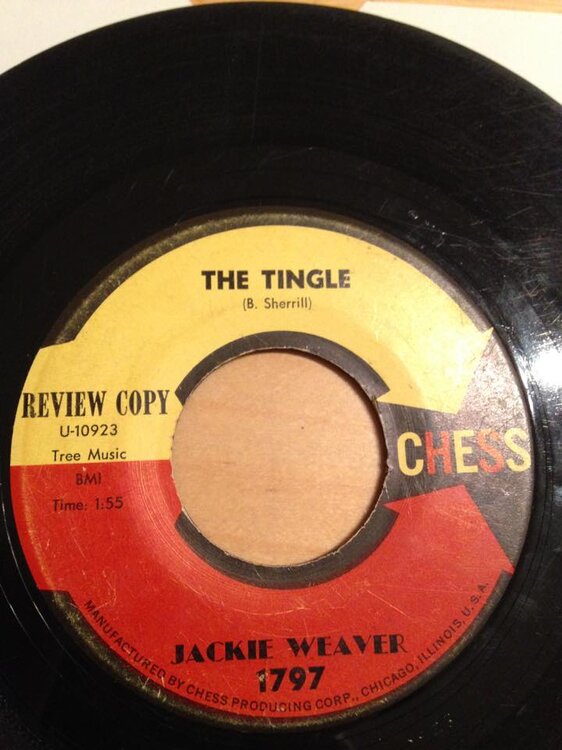 THE TINGLE
(B. Sherrill)
REVIEW COPY
U-10923
Tree Music
BMI
Time: 1:55
CHESS
JACKIE WEAVER
1797
MANUFACTURED BY CHESS PRODUCING CORP., CHICAGO, ILLINOIS, U. S. A.